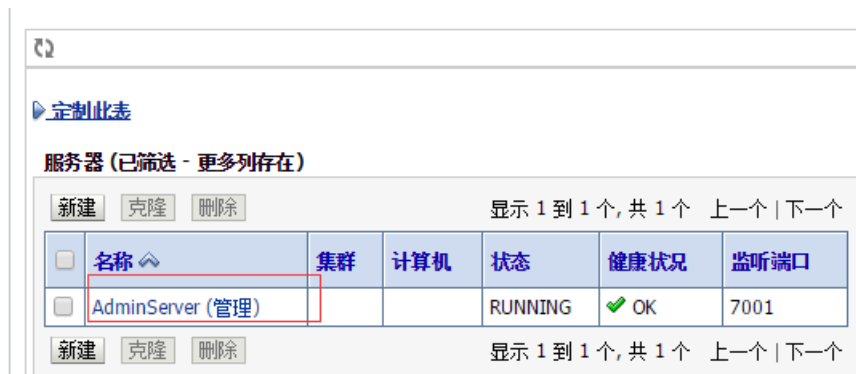 定制此表
服务器 (已筛选 - 更多列存在)
新建 克隆 删除 显示 1 到 1 个, 共 1 个 上一个 | 下一个
名称 集群 计算机 状态 健康状况 监听端口
AdminServer (管理) RUNNING OK 7001
新建 克隆 删除 显示 1 到 1 个, 共 1 个 上一个 | 下一个